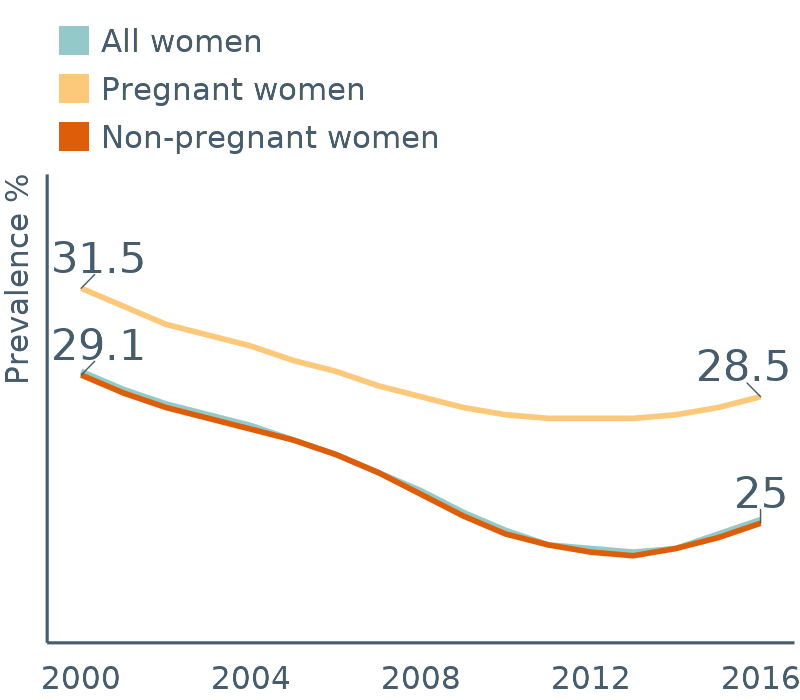 All women
Pregnant women
Non-pregnant women
Prevalence %
31.5
29.1
28.5
25
2000 2004 2008 2012 2016